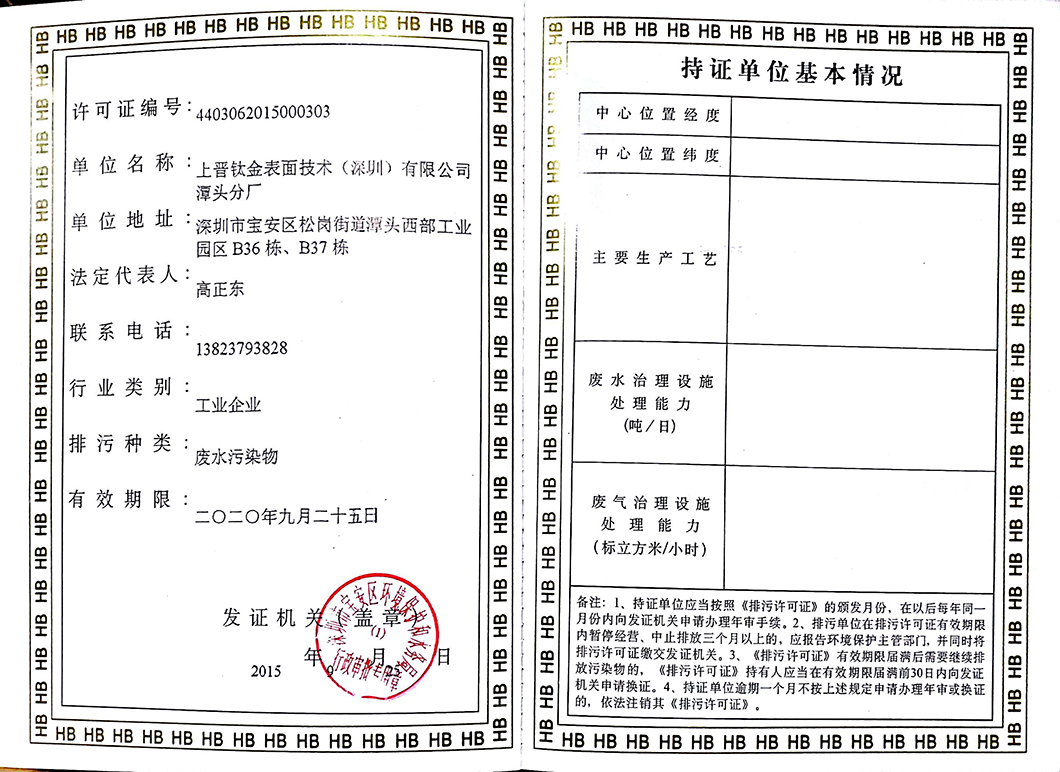 许可证编号：4403062015000303
单位名称：上晋钛金表面技术（深圳）有限公司
潭头分厂
单位地址：深圳市宝安区松岗街道潭头西部工业
园区 B36 栋、B37 栋
法定代表人：高正东
联系电话：13823793828
行业类别：工业企业
排污种类：废水污染物
有效期限：二〇二〇年九月二十五日
发证机关（盖章）
深圳市宝安区环境保护和水务局
(1)
行政审批专用章
2015年9月 日
持证单位基本情况
中心位置经度
中心位置纬度
主要生产工艺
废水治理设施
处理能力
(吨／日)
废气治理设施
处理能力
(标立方米/小时)
备注：1、持证单位应当按照《排污许可证》的颁发月份，在以后每年同一
月份内向发证机关申请办理年审手续。2、排污单位在排污许可证有效期限
内暂停经营、中止排放三个月以上的，应报告环境保护主管部门，并同时将
排污许可证缴交发证机关。3、《排污许可证》有效期限届满后需要继续排
放污染物的，《排污许可证》持有人应当在有效期限届满前30日内向发证
机关申请换证。4、持证单位逾期一个月不按上述规定申请办理年审或换证
的，依法注销其《排污许可证》。